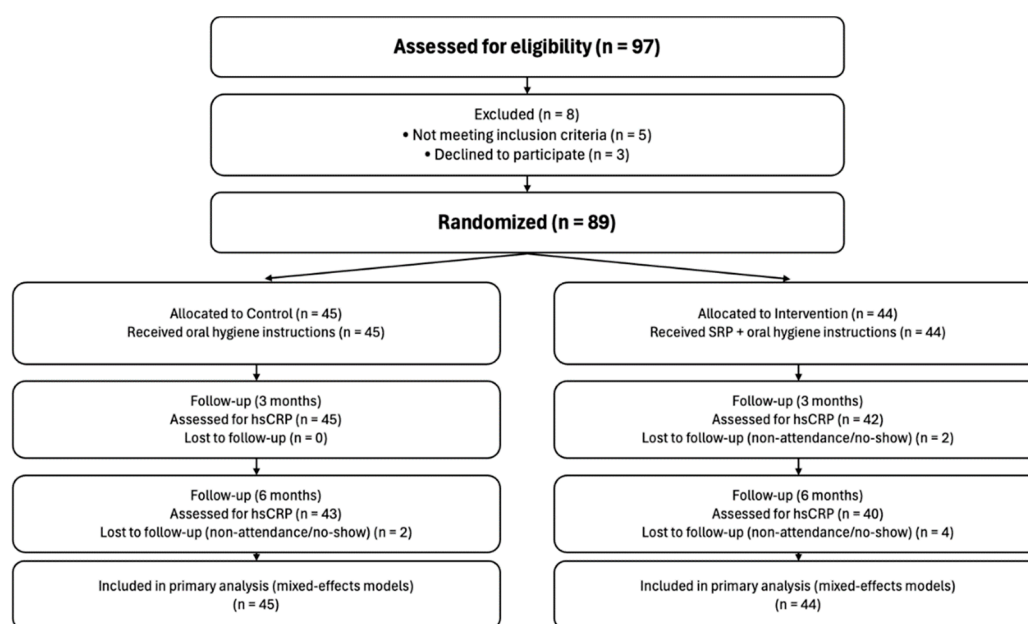 Assessed for eligibility (n = 97)
Excluded (n = 8)
• Not meeting inclusion criteria (n = 5)
• Declined to participate (n = 3)
Randomized (n = 89)
Allocated to Control (n = 45)
Received oral hygiene instructions (n = 45)
Allocated to Intervention (n = 44)
Received SRP + oral hygiene instructions (n = 44)
Follow-up (3 months)
Assessed for hsCRP (n = 45)
Lost to follow-up (n = 0)
Follow-up (3 months)
Assessed for hsCRP (n = 42)
Lost to follow-up (non-attendance/no-show) (n = 2)
Follow-up (6 months)
Assessed for hsCRP (n = 43)
Lost to follow-up (non-attendance/no-show) (n = 2)
Follow-up (6 months)
Assessed for hsCRP (n = 40)
Lost to follow-up (non-attendance/no-show) (n = 4)
Included in primary analysis (mixed-effects models)
(n = 45)
Included in primary analysis (mixed-effects models)
(n = 44)